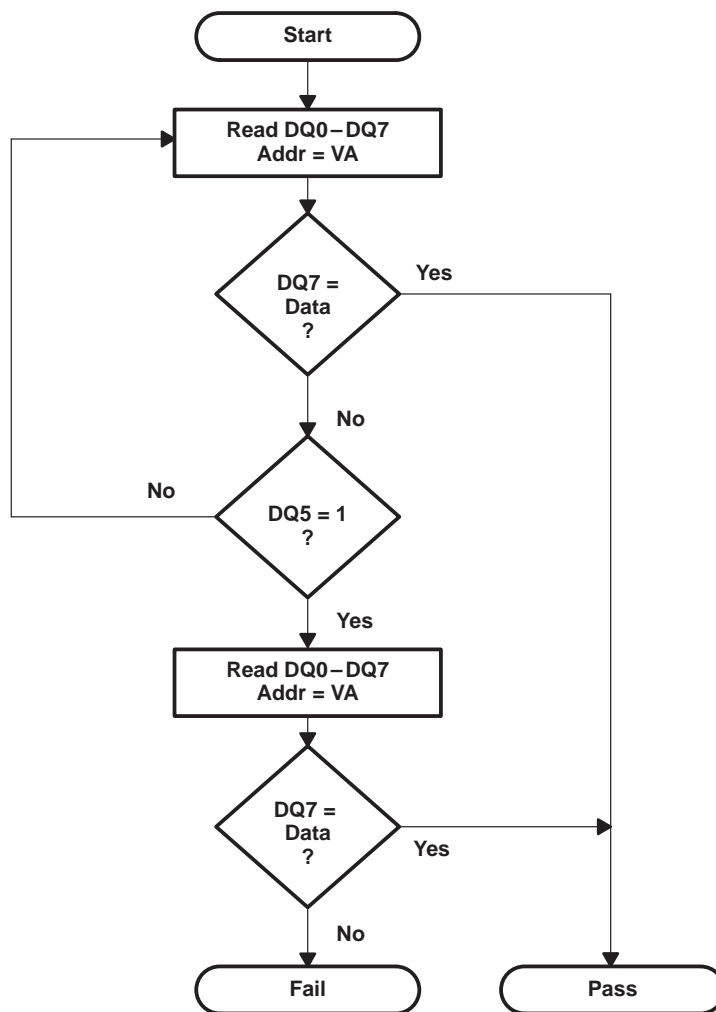 Start
Read DQ0–DQ7
Addr = VA
Yes
DQ7 =
Data
?
No
No
DQ5 = 1
?
Yes
Read DQ0–DQ7
Addr = VA
DQ7 =
Data
?
Yes
No
Fail
Pass